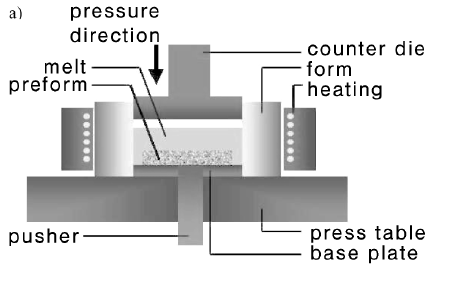 a)
pressure
direction
counter die
melt
form
preform
heating
pusher
press table
base plate